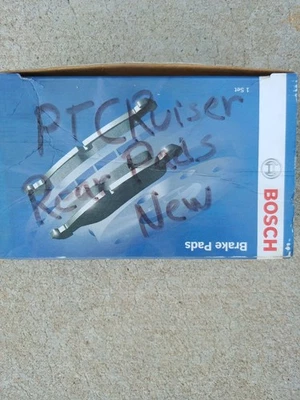 PTCRuiser
Rear Pads
New
1 Set
BOSCH
Brake Pads